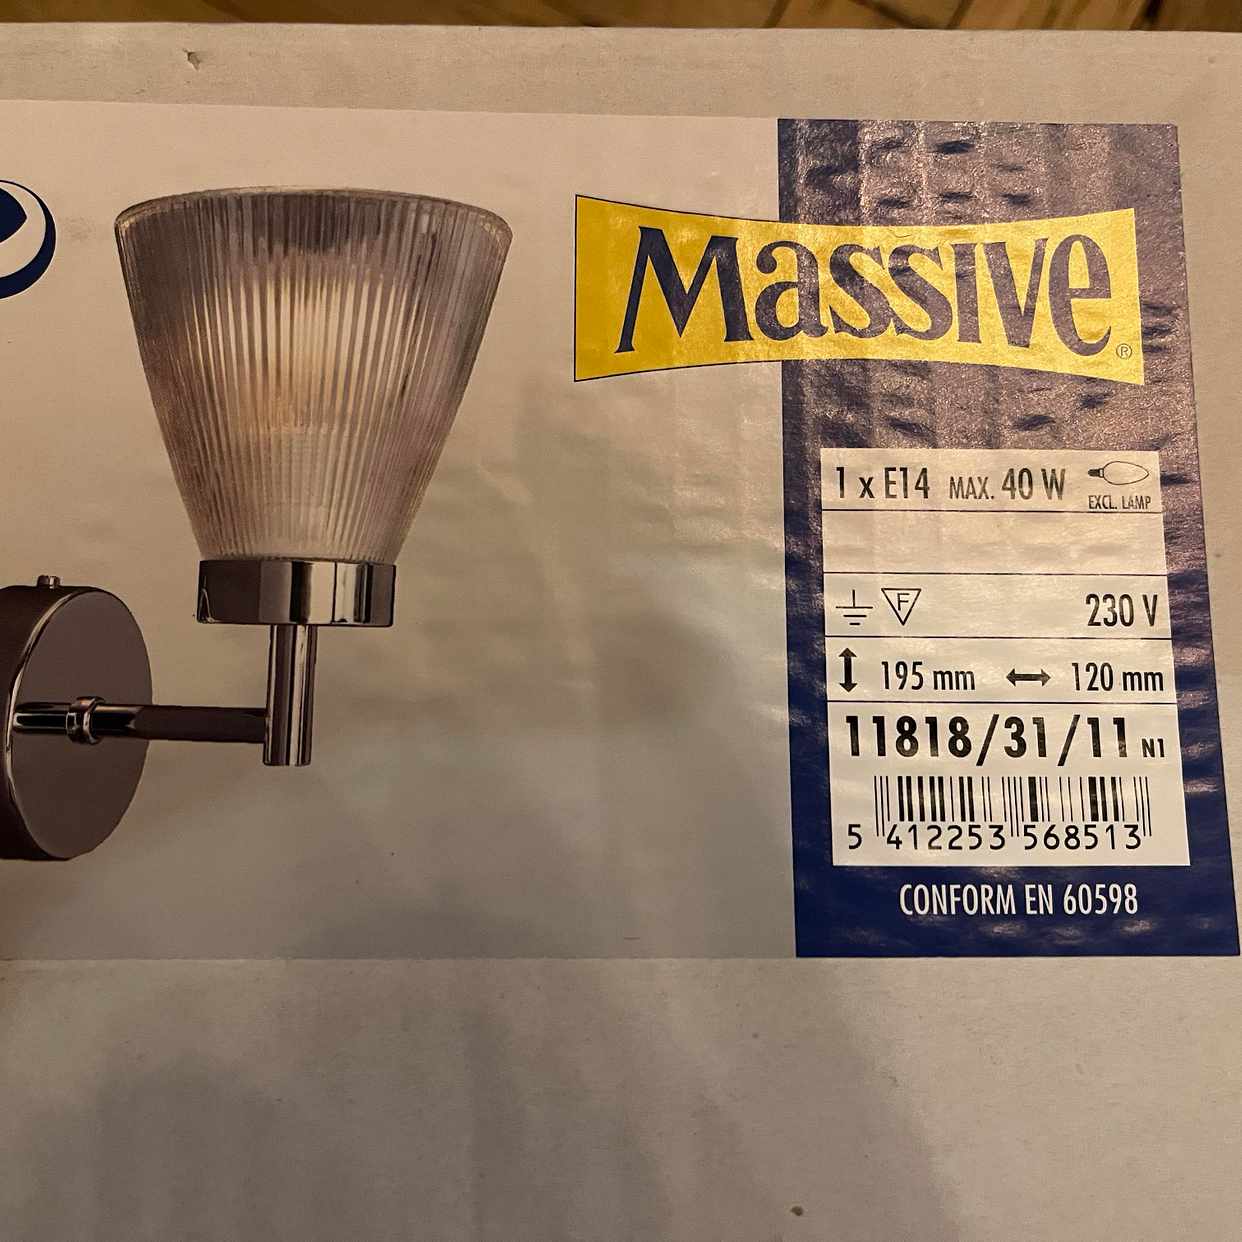 Massive®
1 x E14 MAX. 40 W
EXCL. LAMP
F 230 V
195 mm 120 mm
11818/31/11 N1
5 412253 568513
CONFORM EN 60598